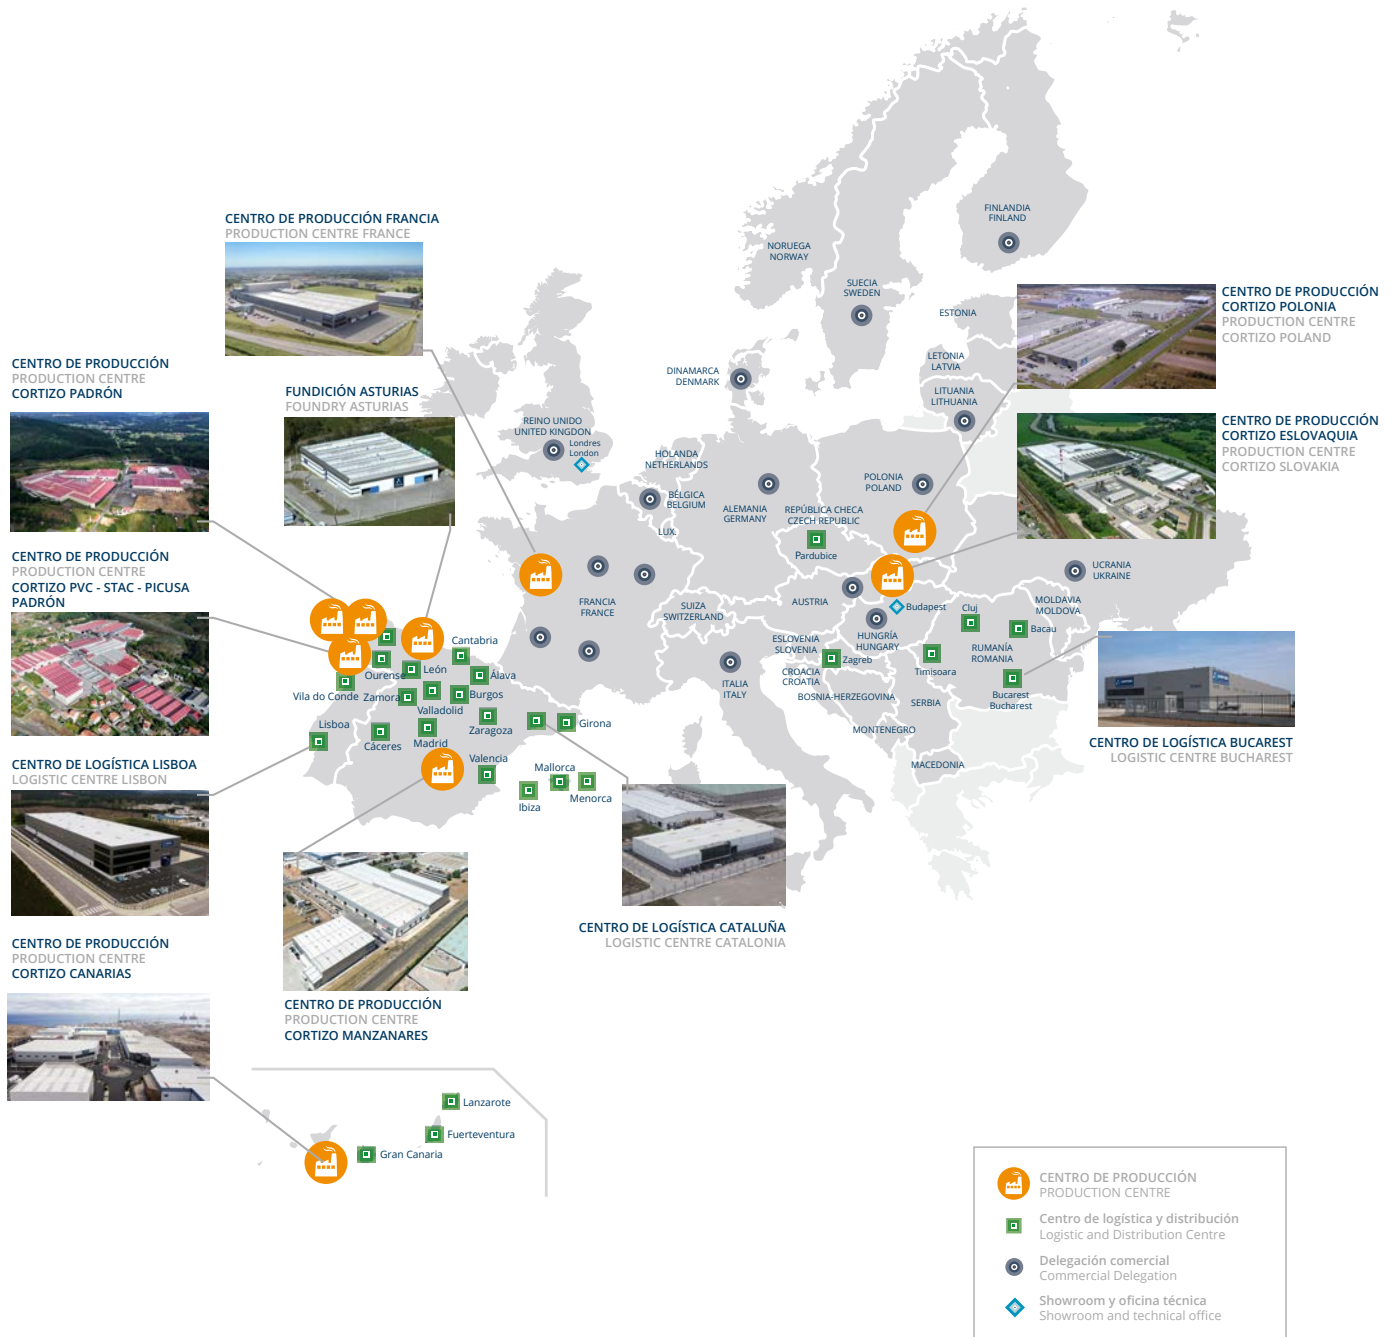 CENTRO DE PRODUCCIÓN FRANCIA
PRODUCTION CENTRE FRANCE
CENTRO DE PRODUCCIÓN
PRODUCTION CENTRE
CORTIZO PADRÓN
FUNDICIÓN ASTURIAS
FOUNDRY ASTURIAS
CENTRO DE PRODUCCIÓN
PRODUCTION CENTRE
CORTIZO PVC - STAC - PICUSA
PADRÓN
CENTRO DE LOGÍSTICA LISBOA
LOGISTIC CENTRE LISBON
CENTRO DE PRODUCCIÓN
PRODUCTION CENTRE
CORTIZO CANARIAS
CENTRO DE PRODUCCIÓN
PRODUCTION CENTRE
CORTIZO MANZANARES
CENTRO DE LOGÍSTICA CATALUÑA
LOGISTIC CENTRE CATALONIA
CENTRO DE PRODUCCIÓN
CORTIZO POLONIA
PRODUCTION CENTRE
CORTIZO POLAND
CENTRO DE PRODUCCIÓN
CORTIZO ESLOVAQUIA
PRODUCTION CENTRE
CORTIZO SLOVAKIA
CENTRO DE LOGÍSTICA BUCAREST
LOGISTIC CENTRE BUCHAREST
FINLANDIA
FINLAND
NORUEGA
NORWAY
SUECIA
SWEDEN
ESTONIA
LETONIA
LATVIA
LITUANIA
LITHUANIA
DINAMARCA
DENMARK
REINO UNIDO
UNITED KINGDON
Londres
London
HOLANDA
NETHERLANDS
BÉLGICA
BELGIUM
LUX.
ALEMANIA
GERMANY
POLONIA
POLAND
REPÚBLICA CHECA
CZECH REPUBLIC
Pardubice
UCRANIA
UKRAINE
MOLDAVIA
MOLDOVA
FRANCIA
FRANCE
SUIZA
SWITZERLAND
AUSTRIA
Budapest
HUNGRÍA
HUNGARY
Cluj
Bacau
RUMANÍA
ROMANIA
Timisoara
Bucarest
Bucharest
ESLOVENIA
SLOVENIA
Zagreb
CROACIA
CROATIA
BOSNIA-HERZEGOVINA
SERBIA
MONTENEGRO
MACEDONIA
ITALIA
ITALY
Cantabria
León
Ourense
Álava
Vila do Conde
Zamora
Burgos
Valladolid
Lisboa
Cáceres
Madrid
Zaragoza
Girona
Valencia
Mallorca
Menorca
Ibiza
Lanzarote
Fuerteventura
Gran Canaria
CENTRO DE PRODUCCIÓN
PRODUCTION CENTRE
Centro de logística y distribución
Logistic and Distribution Centre
Delegación comercial
Commercial Delegation
Showroom y oficina técnica
Showroom and technical office